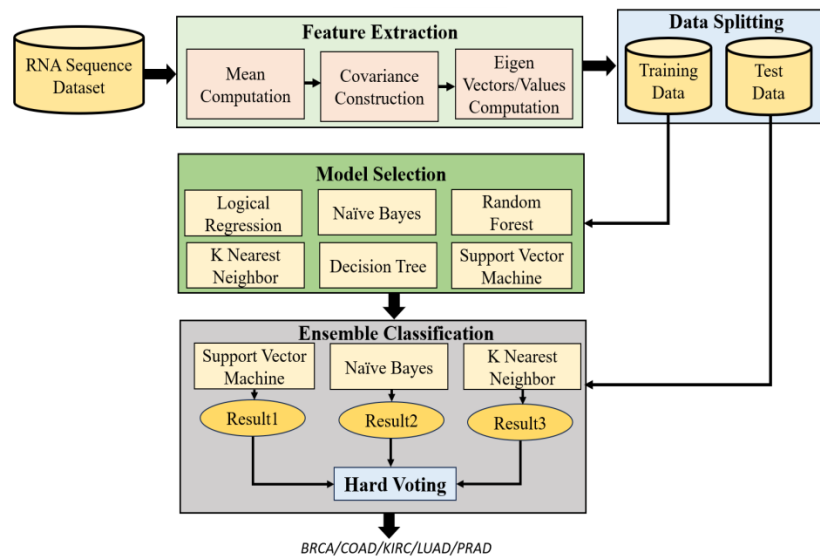 RNA Sequence
Dataset
Feature Extraction
Mean
Computation
Covariance
Construction
Eigen
Vectors/Values
Computation
Data Splitting
Training
Data
Test
Data
Model Selection
Logical
Regression
Naïve Bayes
Random
Forest
K Nearest
Neighbor
Decision Tree
Support Vector
Machine
Ensemble Classification
Support Vector
Machine
Naïve Bayes
K Nearest
Neighbor
Result1
Result2
Result3
Hard Voting
BRCA/COAD/KIRC/LUAD/PRAD